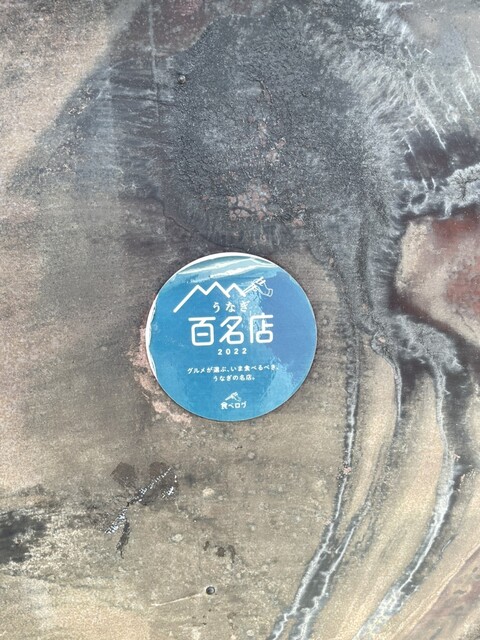 うなぎ
百名店
2022
グルメが選ぶ、いま食べるべき、
うなぎの名店。
食べログ